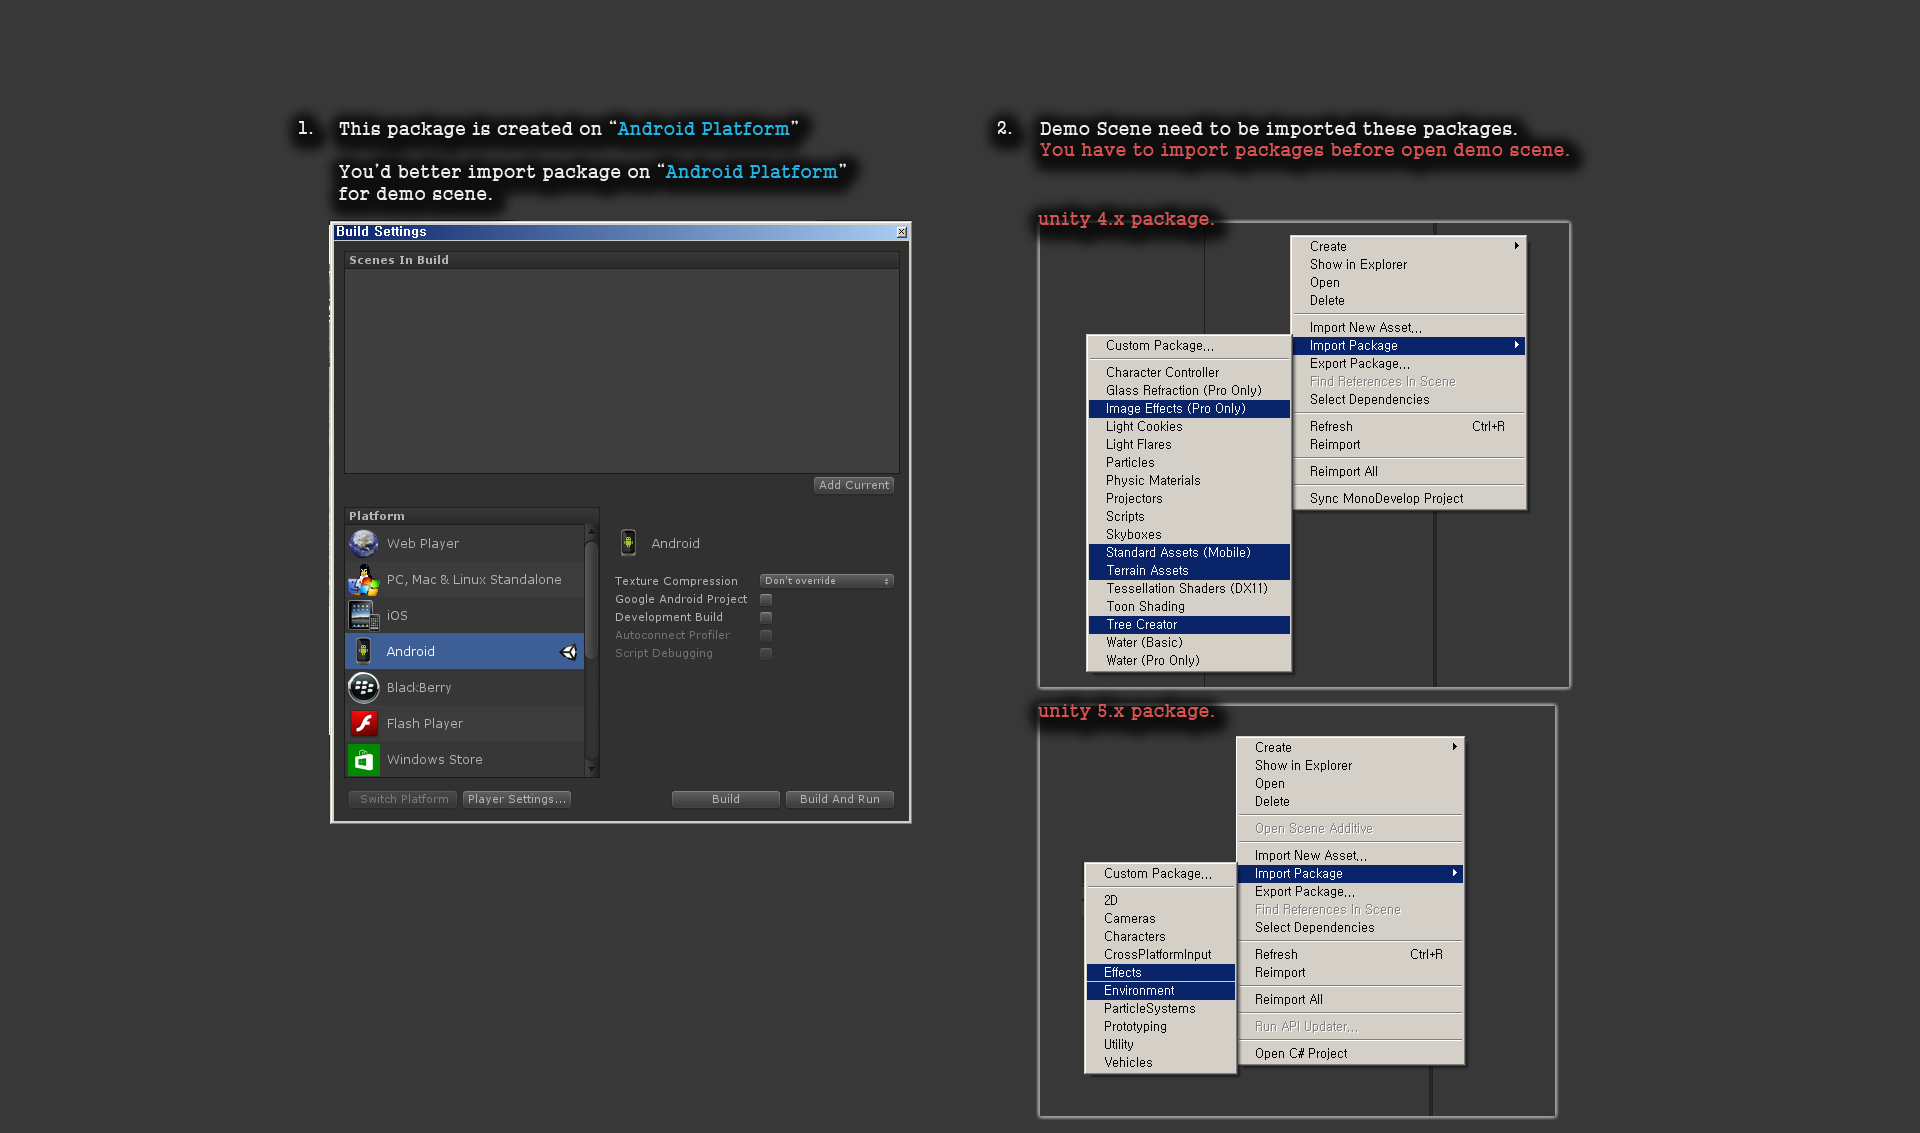 1. This package is created on “Android Platform”
You'd better import package on “Android Platform”
for demo scene.
Build Settings
Scenes In Build
Add Current
Platform
Web Player
PC, Mac & Linux Standalone
iOS
Android
BlackBerry
Flash Player
Windows Store
Android
Texture Compression Don't override
Google Android Project
Development Build
Autoconnect Profiler
Script Debugging
Switch Platform Player Settings... Build Build And Run
2. Demo Scene need to be imported these packages.
You have to import packages before open demo scene.
unity 4.x package.
Create
Show in Explorer
Open
Delete
Import New Asset...
Import Package
Export Package...
Find References In Scene
Select Dependencies
Refresh Ctrl+R
Reimport
Reimport All
Sync MonoDevelop Project
Custom Package...
Character Controller
Glass Refraction (Pro Only)
Image Effects (Pro Only)
Light Cookies
Light Flares
Particles
Physic Materials
Projectors
Scripts
Skyboxes
Standard Assets (Mobile)
Terrain Assets
Tessellation Shaders (DX11)
Toon Shading
Tree Creator
Water (Basic)
Water (Pro Only)
unity 5.x package.
Create
Show in Explorer
Open
Delete
Open Scene Additive
Import New Asset...
Import Package
Export Package...
Find References In Scene
Select Dependencies
Refresh Ctrl+R
Reimport
Reimport All
Run API Updater...
Open C# Project
Custom Package...
2D
Cameras
Characters
CrossPlatformInput
Effects
Environment
ParticleSystems
Prototyping
Utility
Vehicles